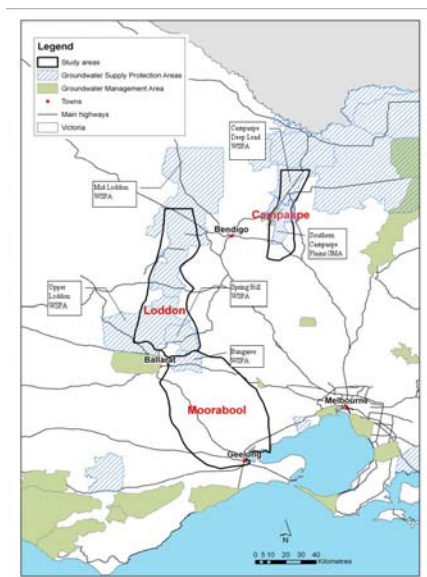 Legend
Study areas
Groundwater Supply Protection Areas
Groundwater Management Area
Towns
Main highways
Victoria
Campaspe
Deep Lead
WSPA
Mid Loddon
WSPA
Campaspe
Bendigo
Southern
Campaspe
Plains GMA
Upper
Loddon
WSPA
Spring Hill
WSPA
Loddon
Ballarat
Bungaree
WSPA
Melbourne
Moorabool
Geelong
N
0 5 10 20 30 40
Kilometres